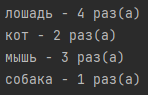 лошадь - 4 раз(а)
кот - 2 раз(а)
мышь - 3 раз(а)
собака - 1 раз(а)